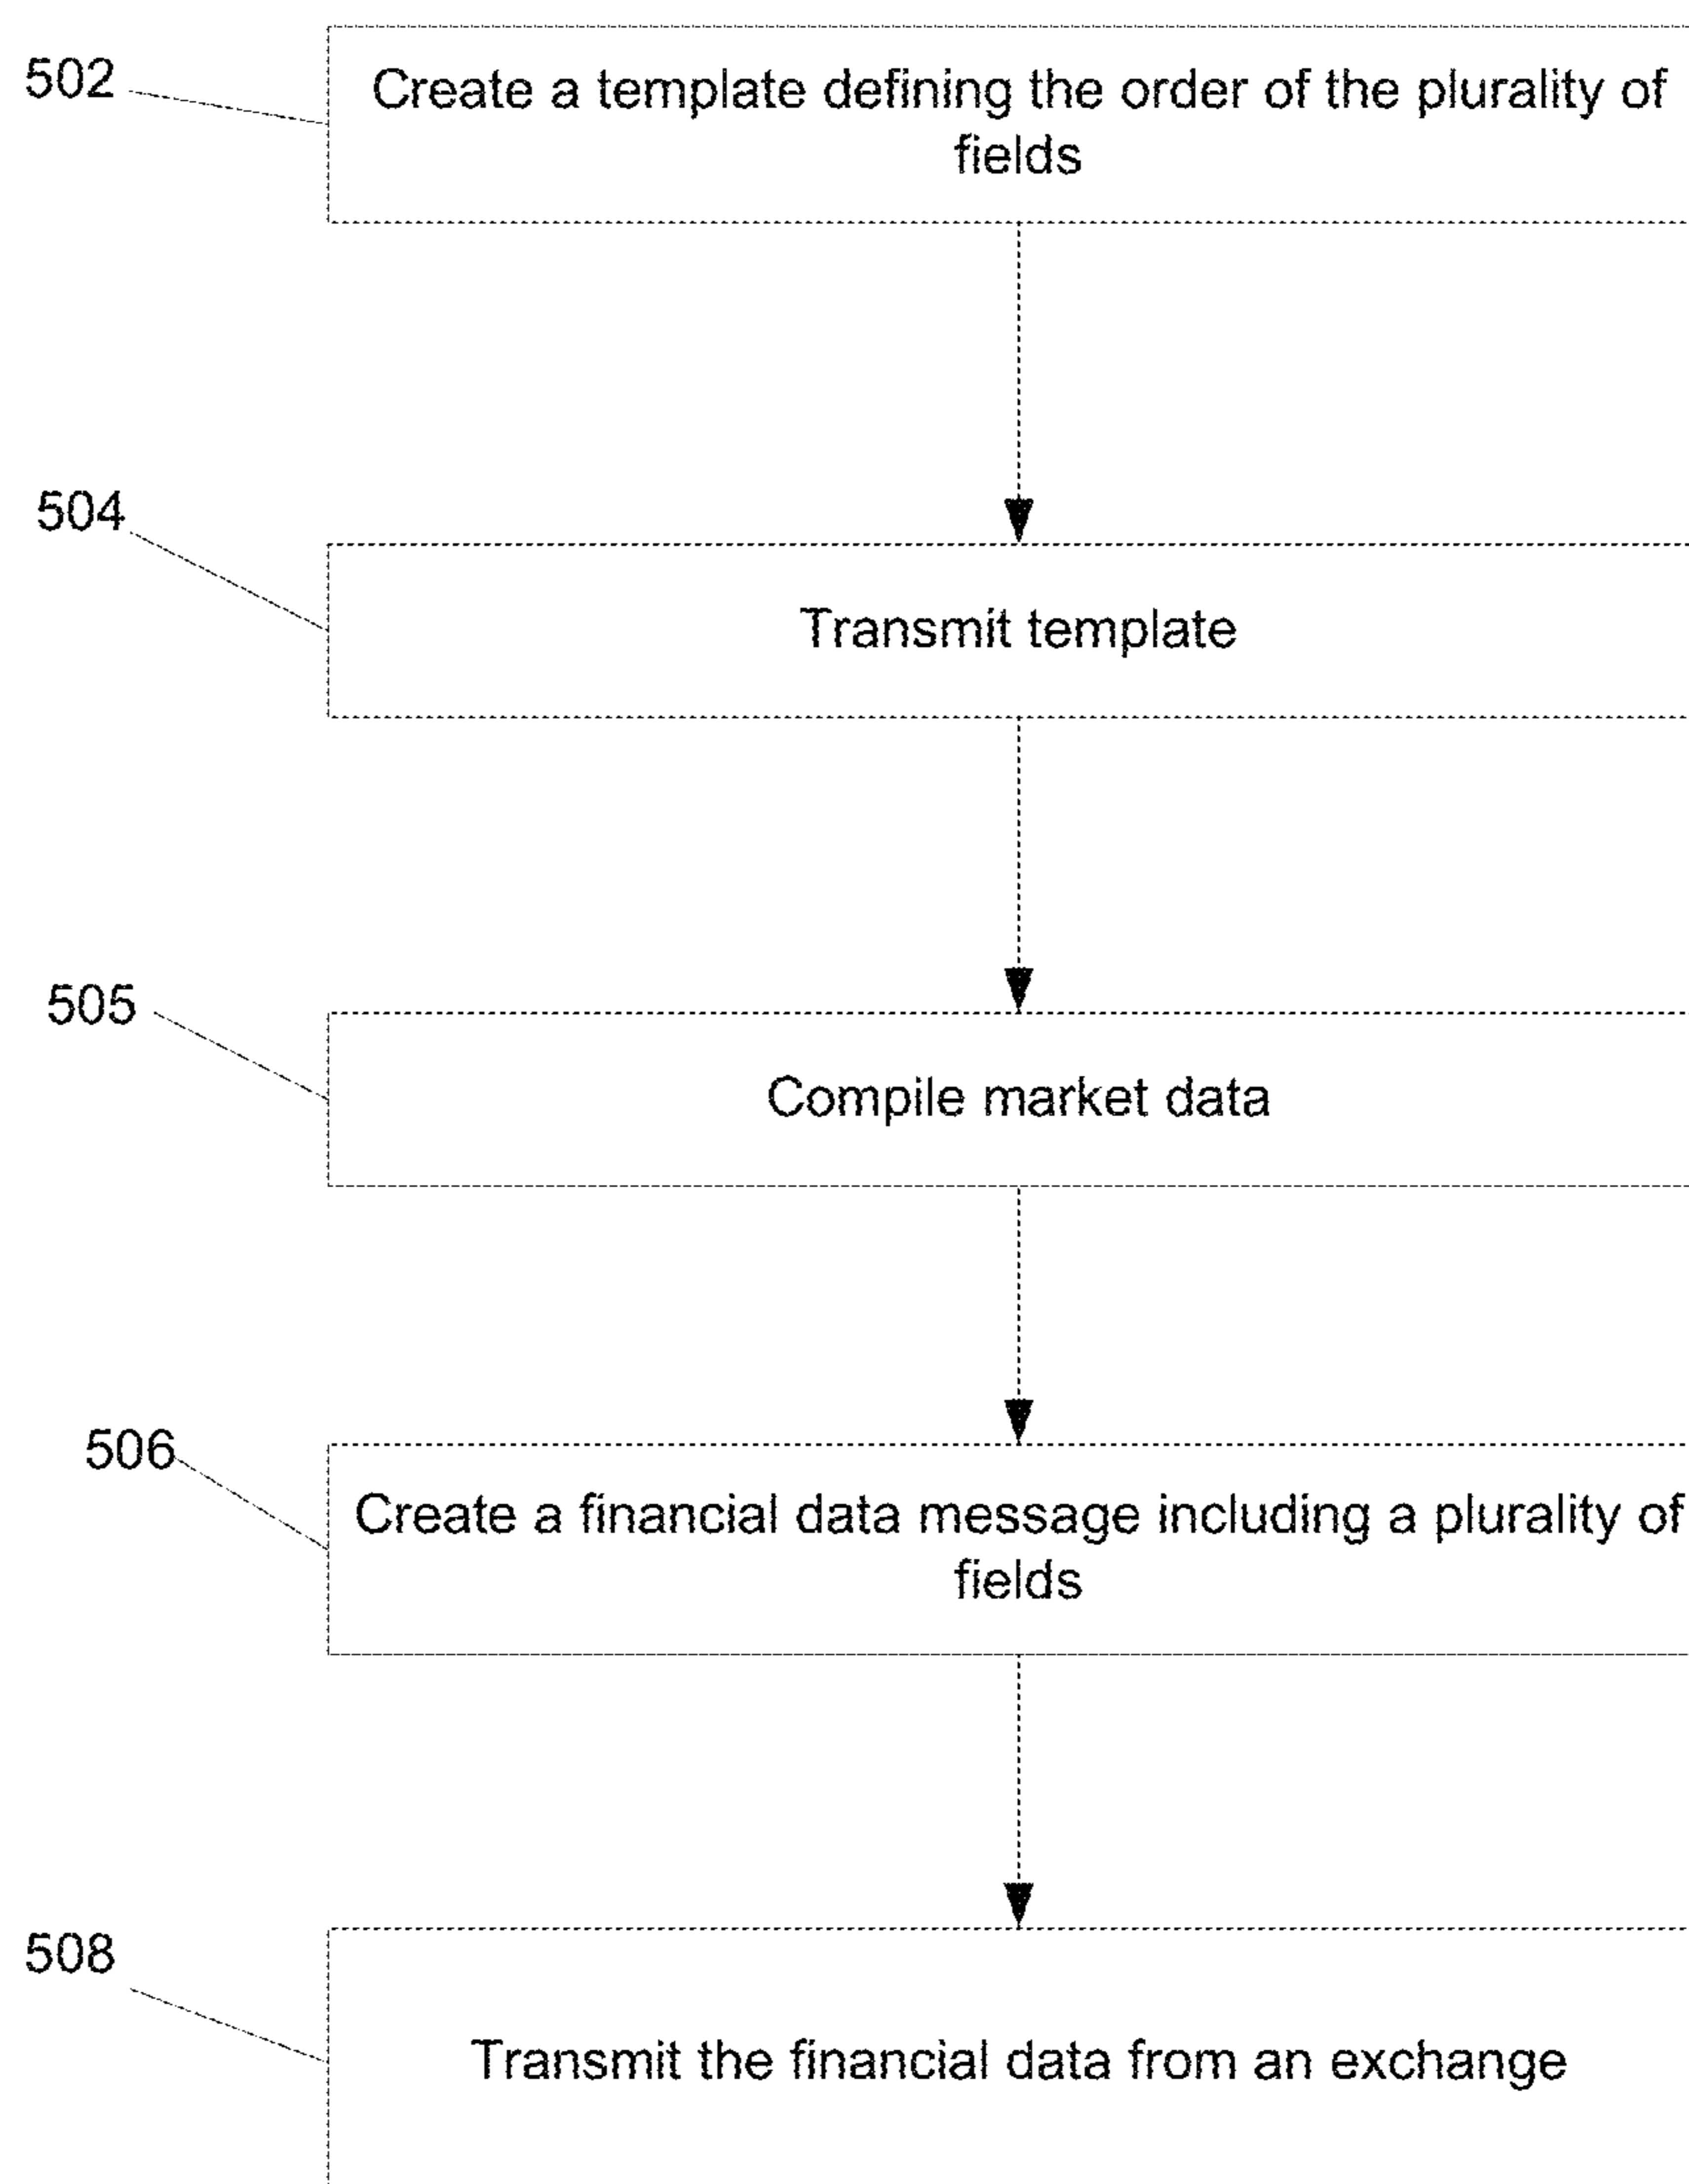 502
Create a template defining the order of the plurality of
fields
504
Transmit template
505
Compile market data
506
Create a financial data message including a plurality of
fields
508
Transmit the financial data from an exchange